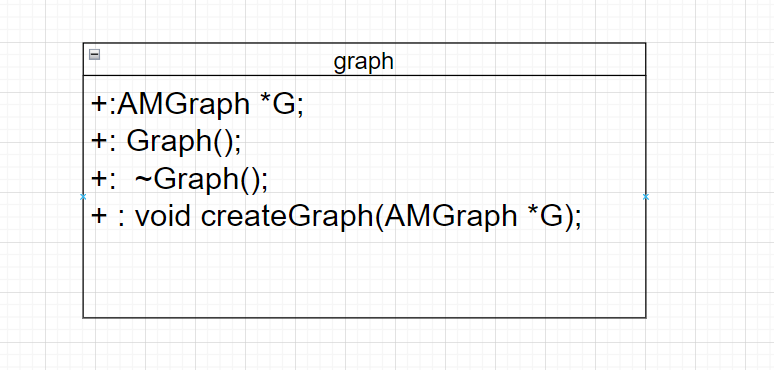 graph
+:AMGraph *G;
+: Graph();
+:  ~Graph();
+ : void createGraph(AMGraph *G);